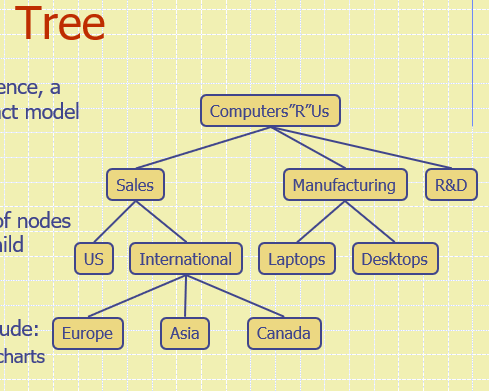 Tree
ence, a
act model
Computers”R”Us
Sales
Manufacturing
R&D
of nodes
hild
US
International
Laptops
Desktops
ude:
Europe
Asia
Canada
charts